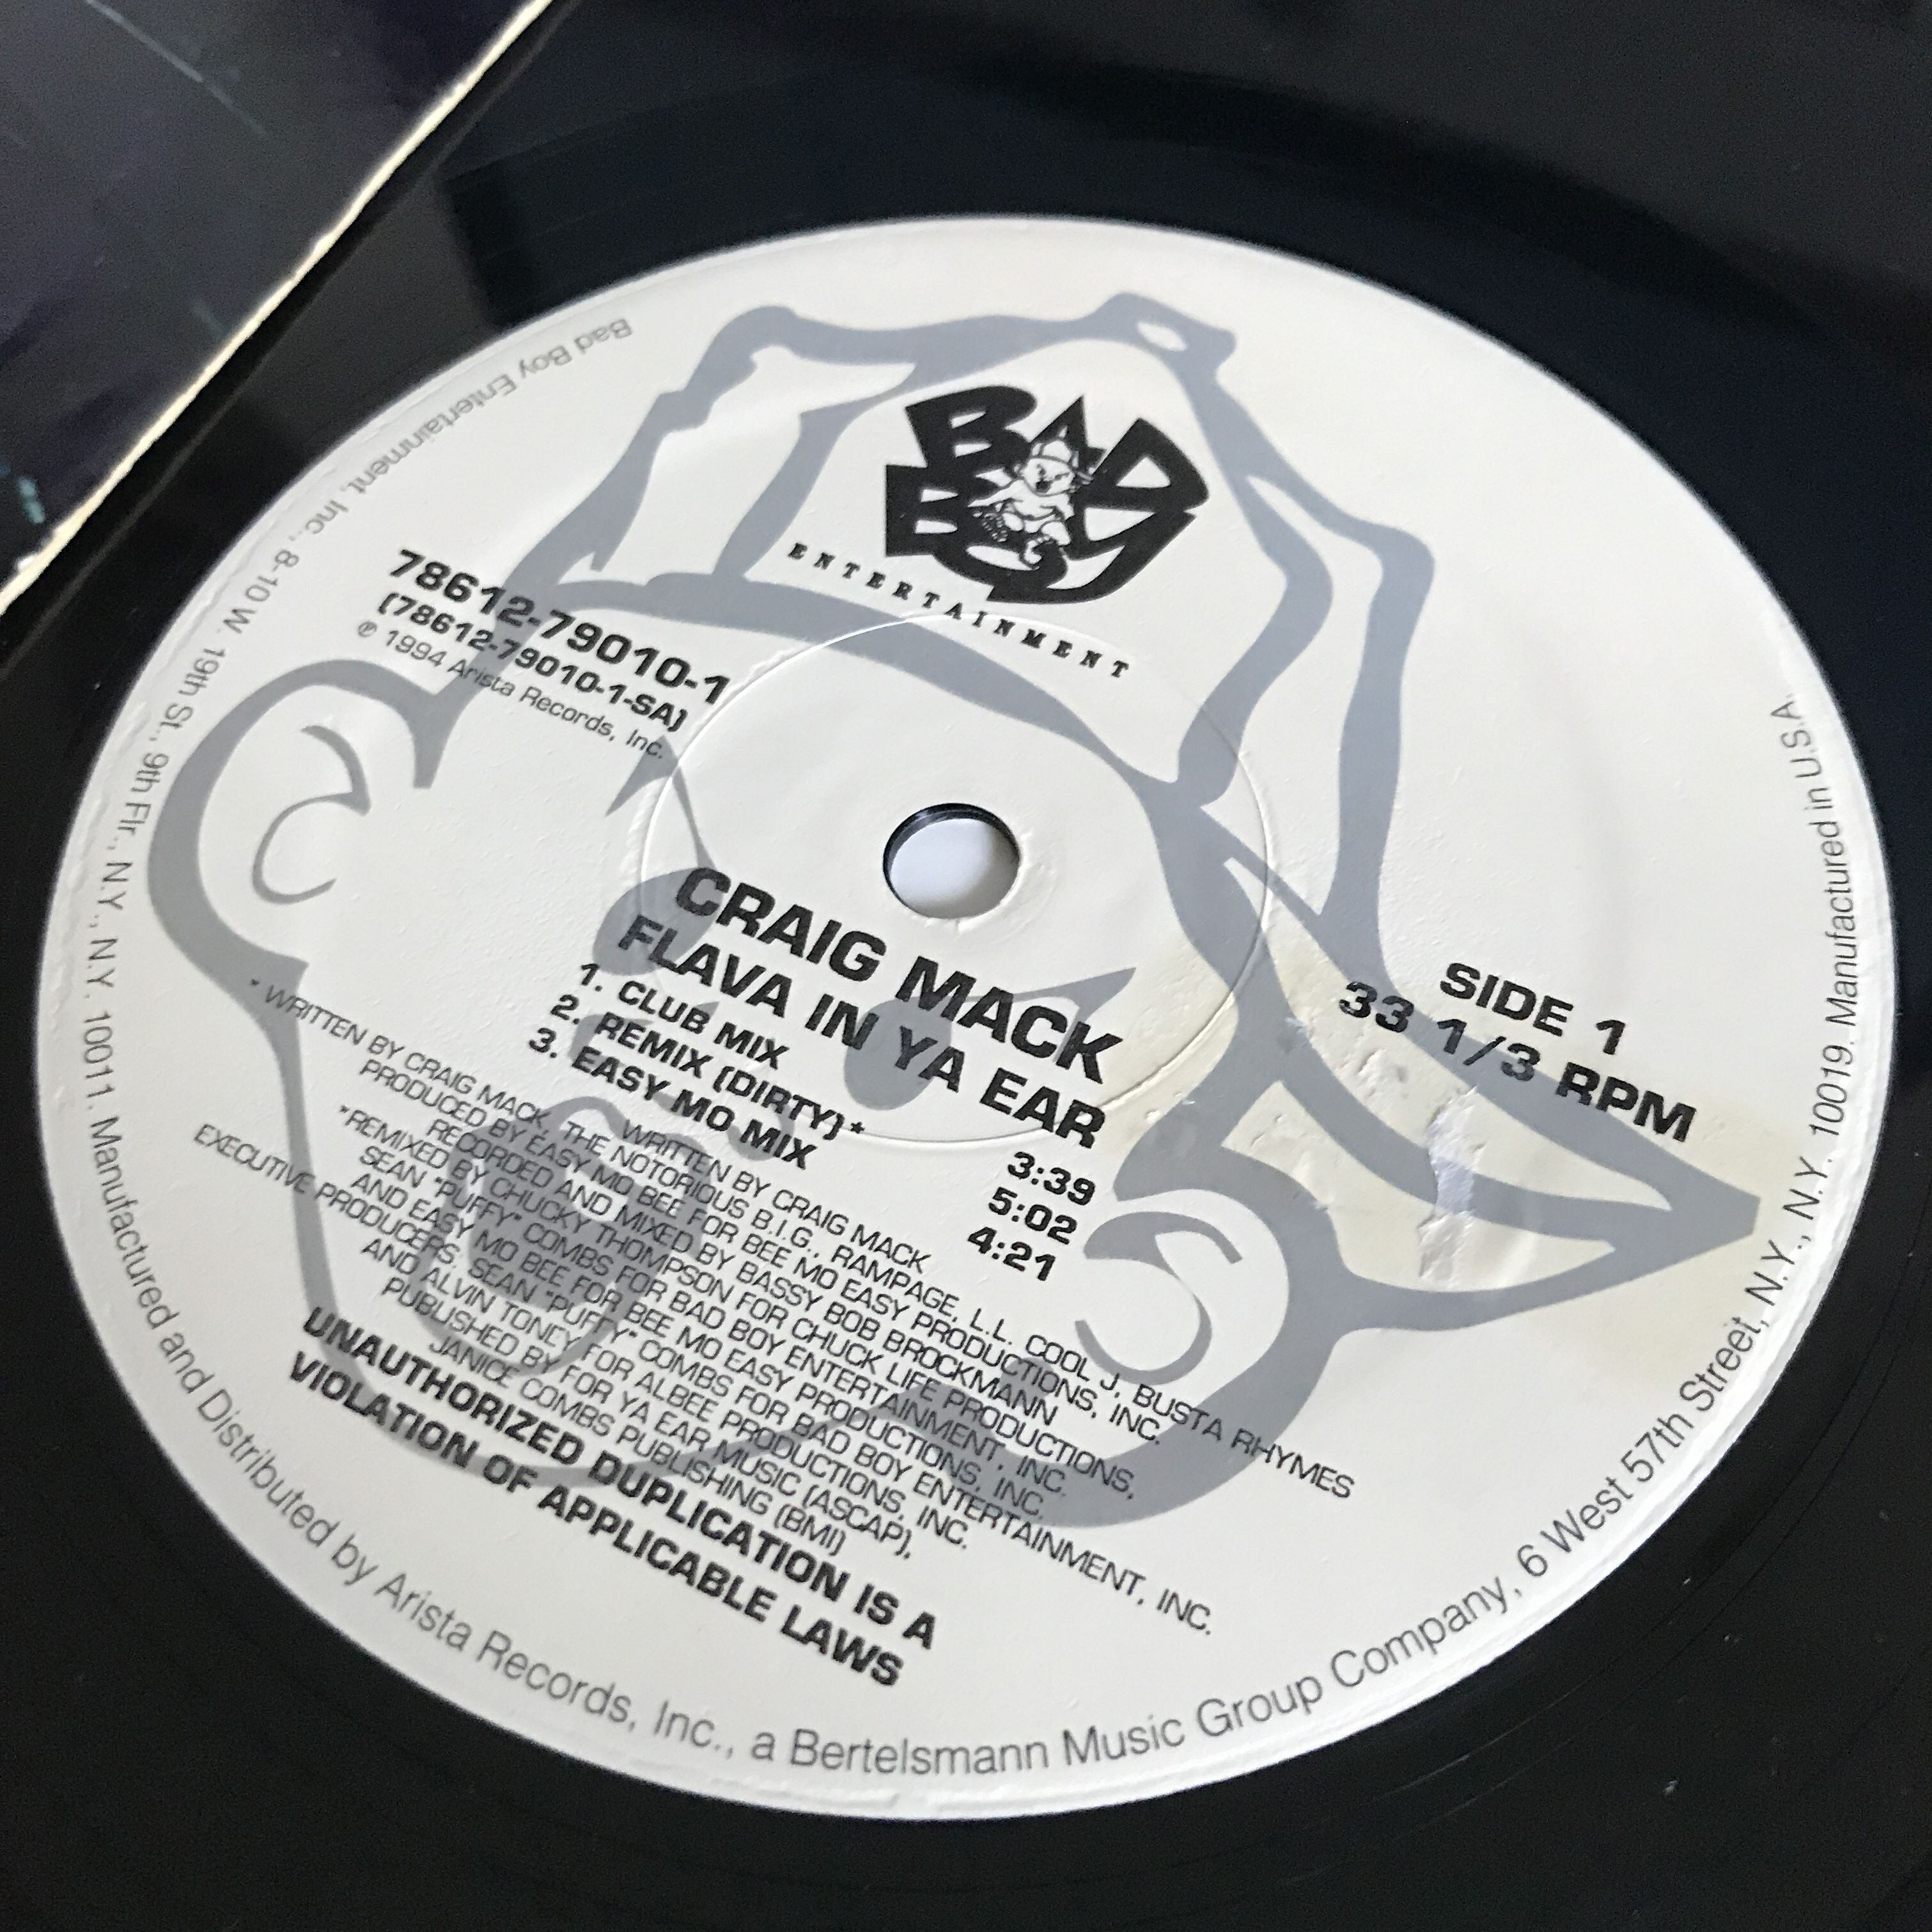 BAD
BOY
ENTERTAINMENT
78612-79010-1
(78612-79010-1-SA)
℗ 1994 Arista Records, Inc.
SIDE 1
33 1/3 RPM
CRAIG MACK
FLAVA IN YA EAR
1. CLUB MIX 3:39
2. REMIX (DIRTY)* 5:02
3. EASY MO MIX 4:21
WRITTEN BY CRAIG MACK
* WRITTEN BY CRAIG MACK, THE NOTORIOUS B.I.G., RAMPAGE, L.L. COOL J, BUSTA RHYMES
PRODUCED BY EASY MO BEE FOR BEE MO EASY PRODUCTIONS, INC.
RECORDED AND MIXED BY BASSY BOB BROCKMANN
*REMIXED BY CHUCKY THOMPSON FOR CHUCK LIFE PRODUCTIONS,
SEAN "PUFFY" COMBS FOR BAD BOY ENTERTAINMENT, INC.
AND EASY MO BEE FOR BEE MO EASY PRODUCTIONS, INC.
EXECUTIVE PRODUCERS: SEAN "PUFFY" COMBS FOR BAD BOY ENTERTAINMENT, INC.
AND ALVIN TONEY FOR ALBEE PRODUCTIONS, INC.
PUBLISHED BY FOR YA EAR MUSIC (ASCAP),
JANICE COMBS PUBLISHING (BMI)
UNAUTHORIZED DUPLICATION IS A
VIOLATION OF APPLICABLE LAWS
Bad Boy Entertainment, Inc., 8-10 W. 19th St., 9th Flr., N.Y., N.Y. 10011. Manufactured and Distributed by Arista Records, Inc., a Bertelsmann Music Group Company, 6 West 57th Street, N.Y., N.Y. 10019. Manufactured in U.S.A.